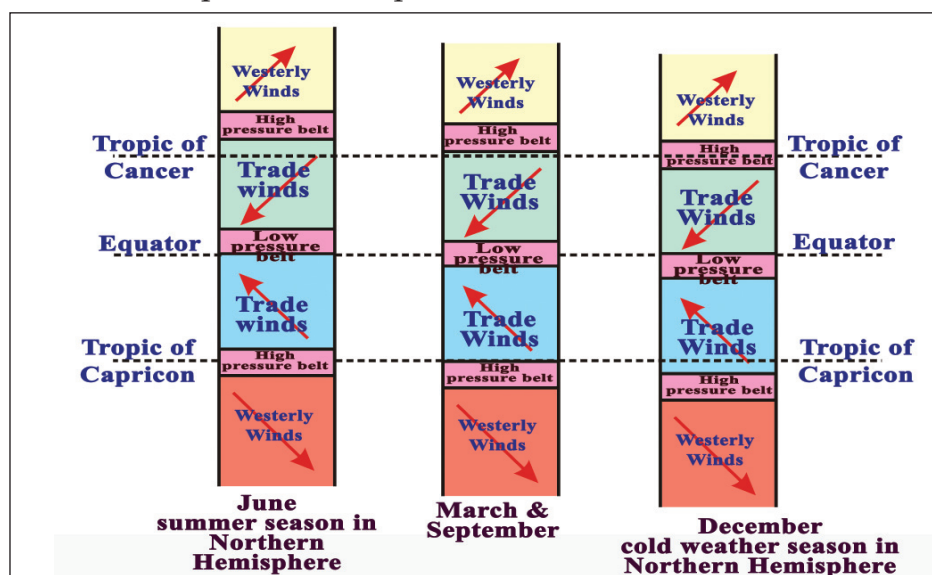 Westerly
Winds
High
pressure belt
Trade
winds
Low
pressure
belt
Trade
winds
High
pressure belt
Westerly
Winds
June
summer season in
Northern
Hemisphere
Westerly
Winds
High
pressure belt
Trade
Winds
Low
pressure
belt
Trade
Winds
High
pressure belt
Westerly
Winds
March &
September
Westerly
Winds
High
pressure belt
Trade
Winds
Low
pressure
belt
Trade
Winds
High
pressure belt
Westerly
Winds
December
cold weather season in
Northern Hemisphere
Tropic of
Cancer
Equator
Tropic of
Capricon
Tropic of
Cancer
Equator
Tropic of
Capricon